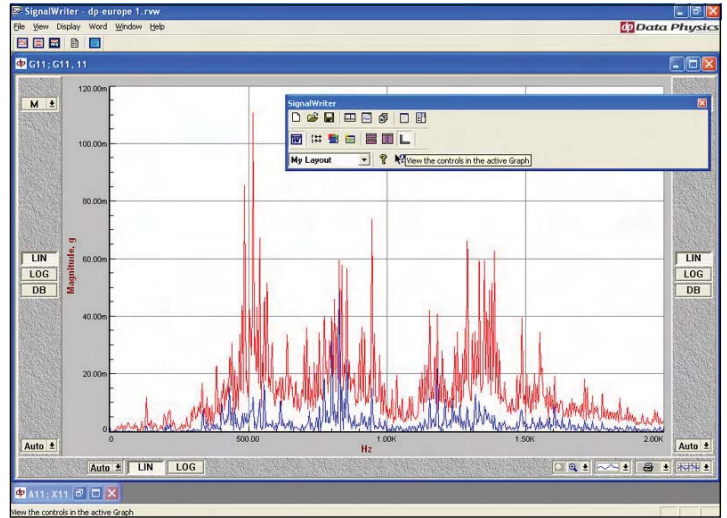 SignalWriter - dp-europe 1.rvw
File View Display Word Window Help
Data Physics
dp G11; G11, 11
M
120.00m
100.00m
80.00m
60.00m
40.00m
20.00m
0
Magnitude, g
SignalWriter
My Layout
View the controls in the active Graph
LIN
LOG
DB
LIN
LOG
DB
0 500.00 1.00K 1.50K 2.00K
Hz
Auto
Auto
Auto LIN LOG
dp A11; X11
View the controls in the active Graph